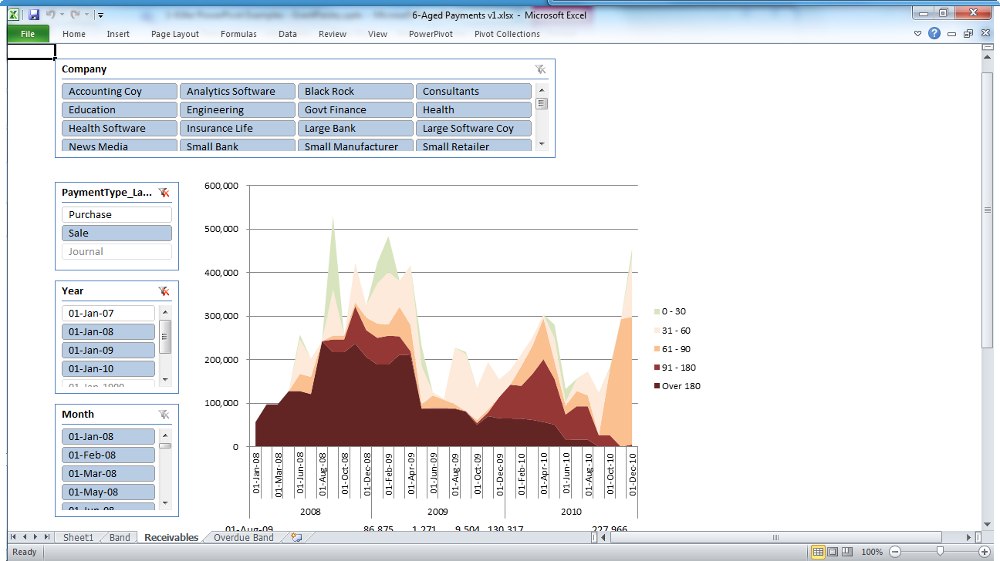 6-Aged Payments v1.xlsx - Microsoft Excel
File Home Insert Page Layout Formulas Data Review View PowerPivot Pivot Collections
Company
Accounting Coy Analytics Software Black Rock Consultants
Education Engineering Govt Finance Health
Health Software Insurance Life Large Bank Large Software Coy
News Media Small Bank Small Manufacturer Small Retailer
PaymentType_La...
Purchase
Sale
Journal
Year
01-Jan-07
01-Jan-08
01-Jan-09
01-Jan-10
01-Jan-1900
Month
01-Jan-08
01-Feb-08
01-Mar-08
01-May-08
01-Jun-08
600,000
500,000
400,000
300,000
200,000
100,000
0
01-Jan-08 01-Mar-08 01-Jun-08 01-Aug-08 01-Oct-08 01-Dec-08 01-Feb-09 01-Apr-09 01-Jun-09 01-Aug-09 01-Oct-09 01-Dec-09 01-Feb-10 01-Apr-10 01-Jun-10 01-Aug-10 01-Oct-10 01-Dec-10
2008 2009 2010
0 - 30
31 - 60
61 - 90
91 - 180
Over 180
01-Aug-09 86,875 1,271 9,504 130,317 227,966
Sheet1 Band Receivables Overdue Band
Ready 100%